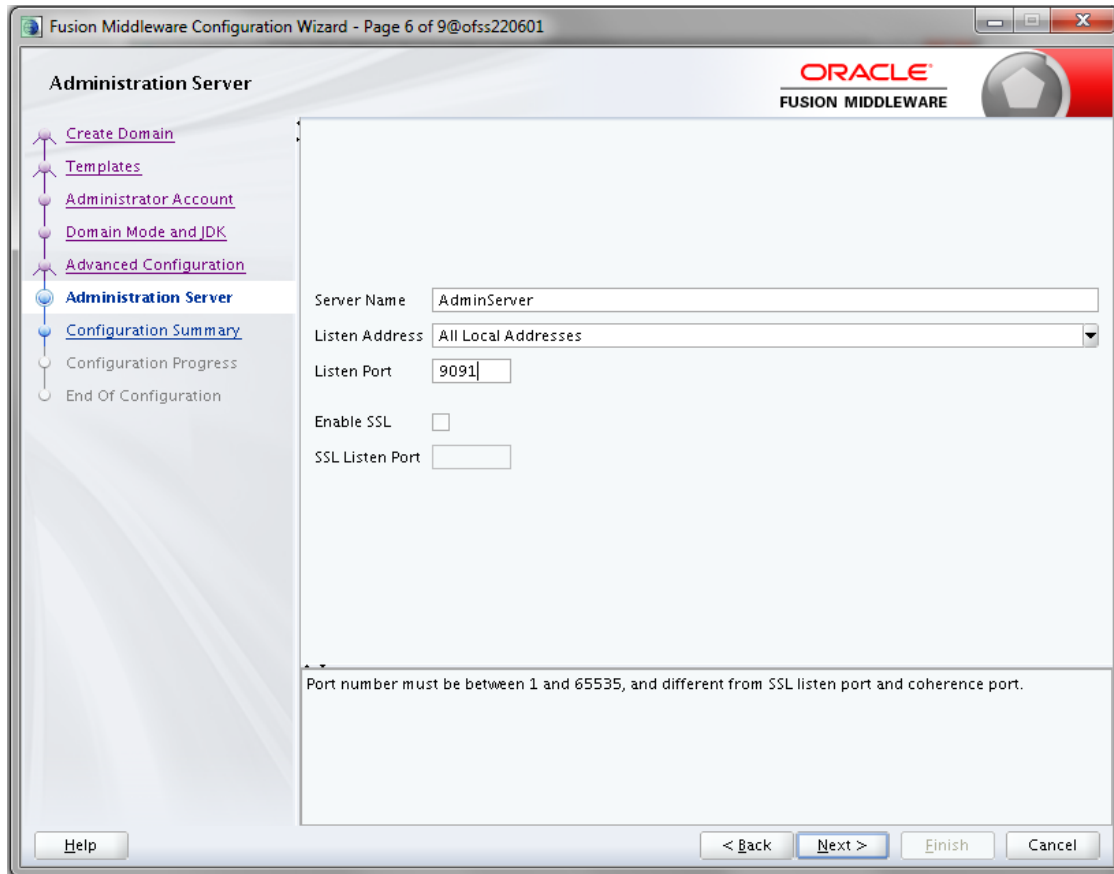 Fusion Middleware Configuration Wizard - Page 6 of 9@ofss220601
Administration Server
ORACLE®
FUSION MIDDLEWARE
Create Domain
Templates
Administrator Account
Domain Mode and JDK
Advanced Configuration
Administration Server
Configuration Summary
Configuration Progress
End Of Configuration
Server Name AdminServer
Listen Address All Local Addresses
Listen Port 9091
Enable SSL
SSL Listen Port
Port number must be between 1 and 65535, and different from SSL listen port and coherence port.
Help < Back Next > Finish Cancel